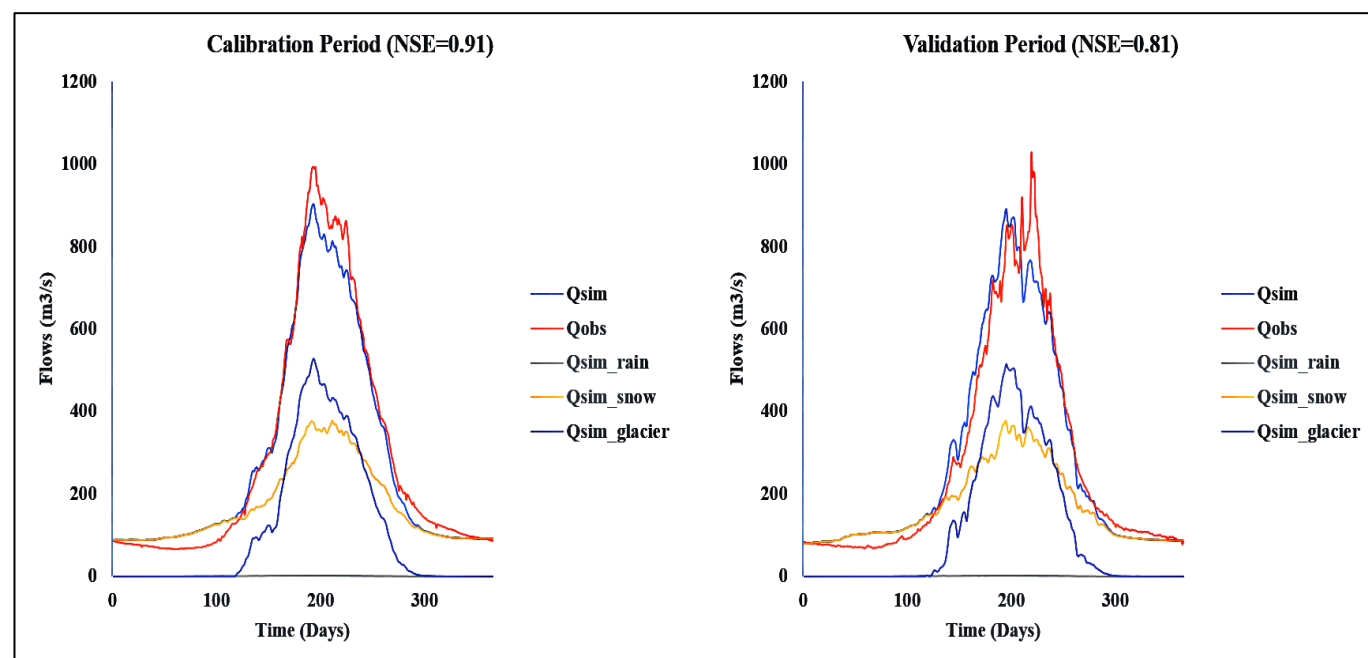 Calibration Period (NSE=0.91)
1200
1000
800
600
400
200
0
Flows (m3/s)
0 100 200 300
Time (Days)
Qsim
Qobs
Qsim_rain
Qsim_snow
Qsim_glacier
Validation Period (NSE=0.81)
1200
1000
800
600
400
200
0
Flows (m3/s)
0 100 200 300
Time (Days)
Qsim
Qobs
Qsim_rain
Qsim_snow
Qsim_glacier